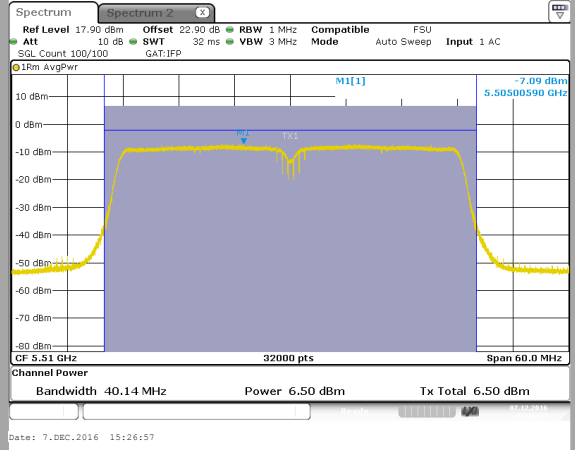 Spectrum Spectrum 2 X
Ref Level 17.90 dBm Offset 22.90 dB RBW 1 MHz Compatible FSU
Att 10 dB SWT 32 ms VBW 3 MHz Mode Auto Sweep Input 1 AC
SGL Count 100/100 GAT:IFP
1Rm AvgPwr
M1[1] -7.09 dBm
5.50500590 GHz
10 dBm
0 dBm
M1
TX1
-10 dBm
-20 dBm
-30 dBm
-40 dBm
-50 dBm
-60 dBm
-70 dBm
-80 dBm
CF 5.51 GHz 32000 pts Span 60.0 MHz
Channel Power
Bandwidth 40.14 MHz Power 6.50 dBm Tx Total 6.50 dBm
Ready 02.12.2016
Date: 7.DEC.2016 15:26:57